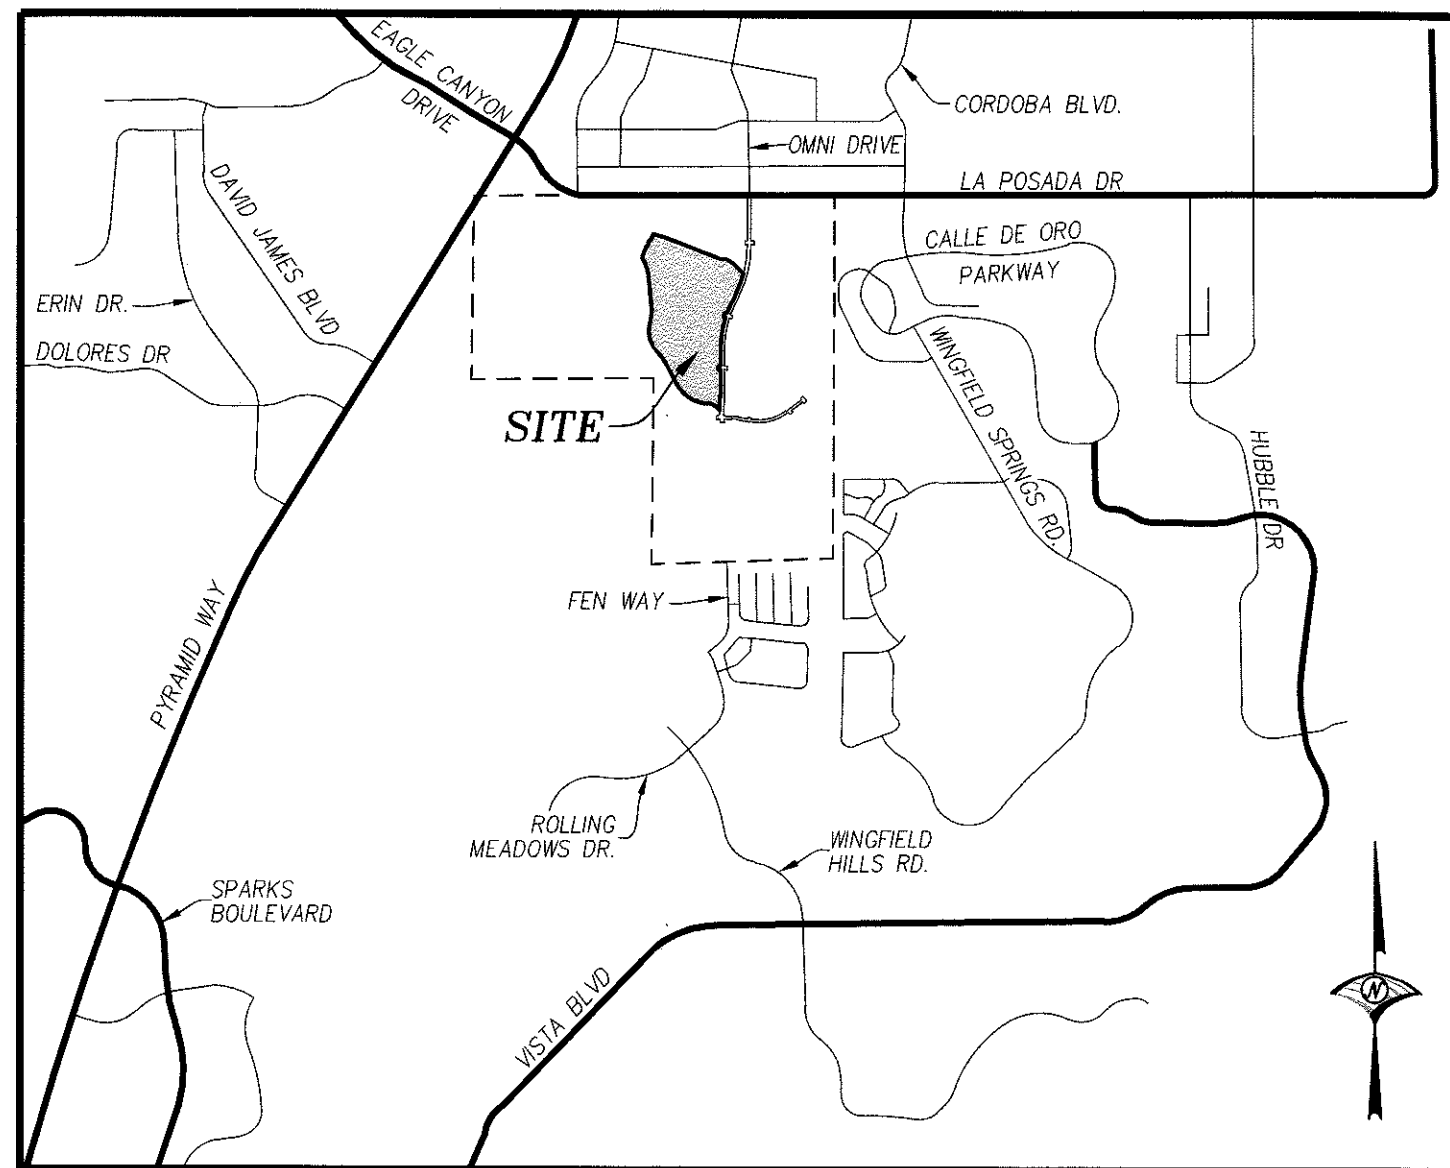 EAGLE CANYON
DRIVE
CORDOBA BLVD.
OMNI DRIVE
LA POSADA DR
DAVID JAMES BLVD
CALLE DE ORO
PARKWAY
ERIN DR.
DOLORES DR
WINGFIELD SPRINGS RD.
SITE
HUBBLE DR
FEN WAY
PYRAMID WAY
ROLLING
MEADOWS DR.
WINGFIELD
HILLS RD.
SPARKS
BOULEVARD
VISTA BLVD
N